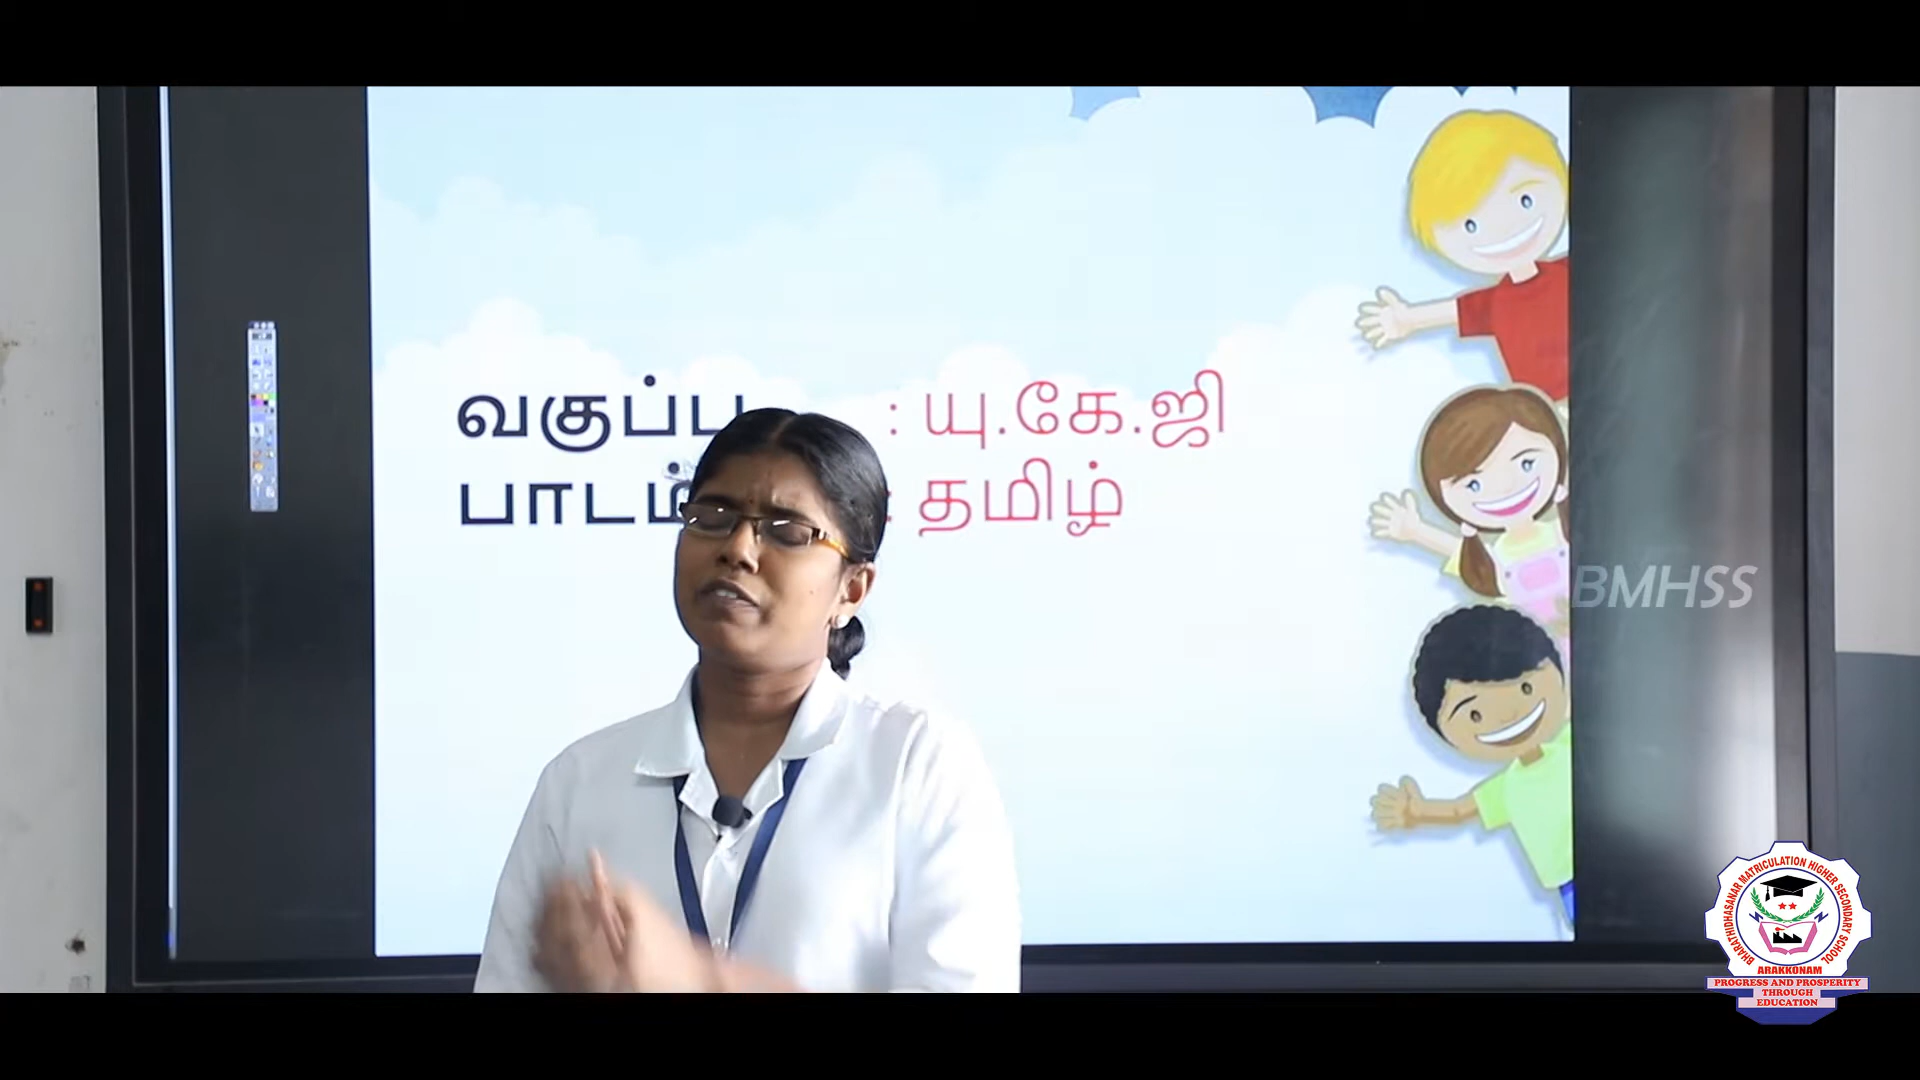 வகுப்பு : யு.கே.ஜி
பாடம் : தமிழ்
BMHSS
BHARATHIDHASANAR MATRICULATION HIGHER SECONDARY SCHOOL
ARAKKONAM
PROGRESS AND PROSPERITY
THROUGH
EDUCATION